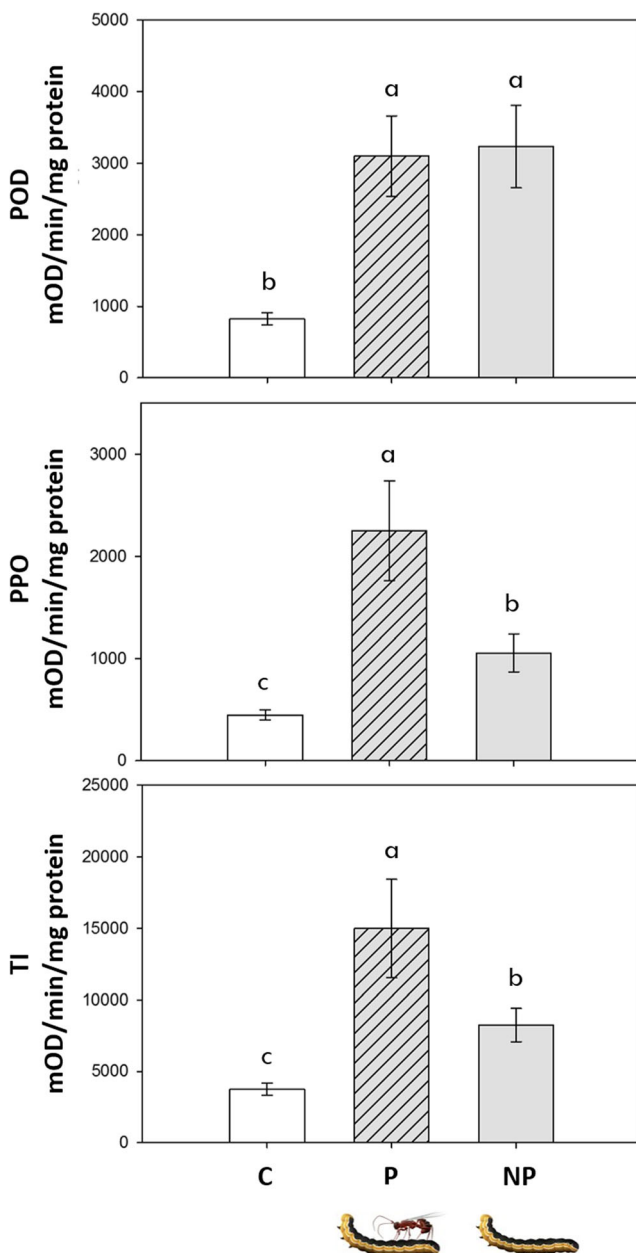 POD
mOD/min/mg protein
5000
4000
3000
2000
1000
0
b
a
a
PPO
mOD/min/mg protein
3000
2000
1000
0
c
a
b
TI
mOD/min/mg protein
25000
20000
15000
10000
5000
0
c
a
b
C P NP